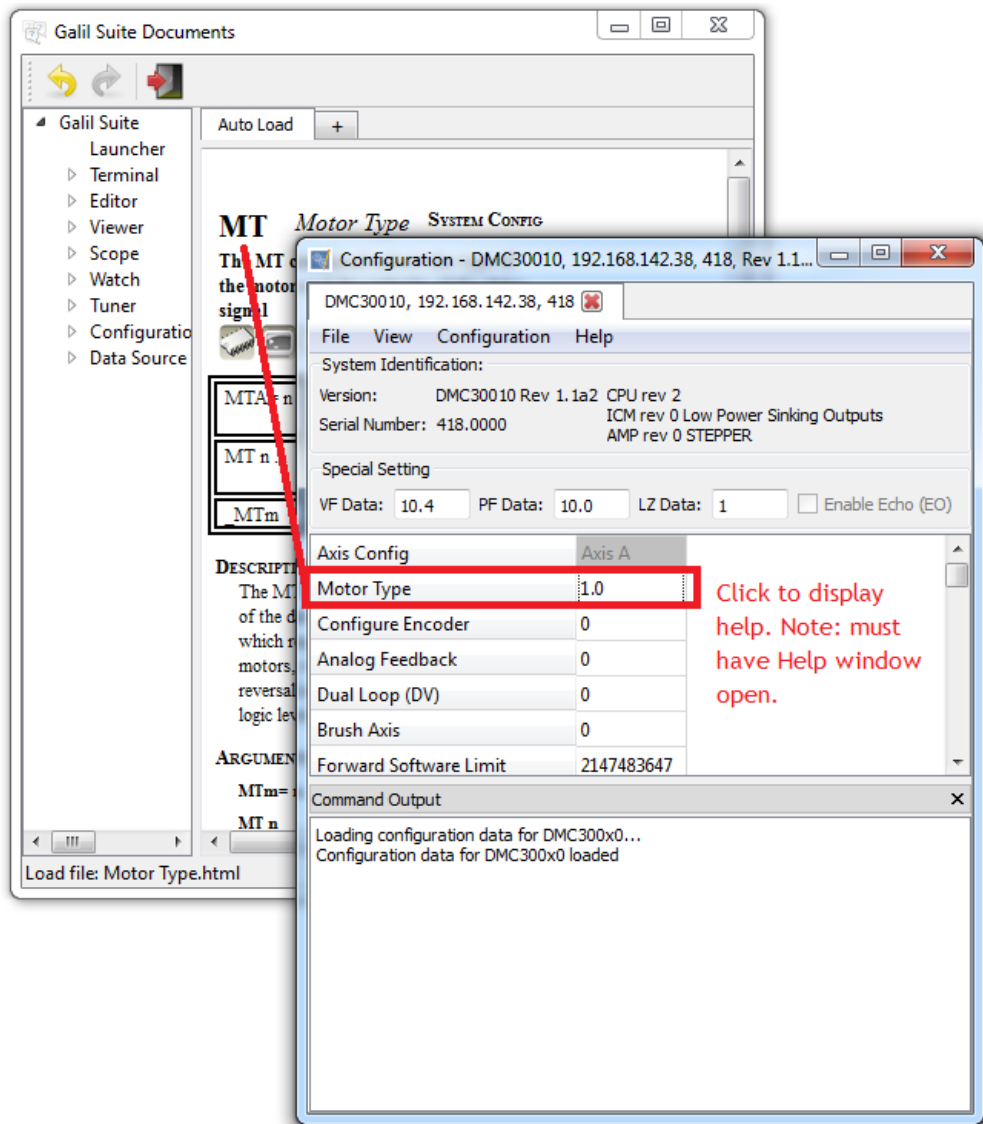 Galil Suite Documents
Galil Suite
Launcher
Terminal
Editor
Viewer
Scope
Watch
Tuner
Configuratio
Data Source
Auto Load
+
MT Motor Type System Config
The MT
the motor
signal
MTA= n
MT n
_MTm
Descript
The MT
of the d
which r
motors,
reversal
logic lev
Argumen
MTm=
MT n
Load file: Motor Type.html
Configuration - DMC30010, 192.168.142.38, 418, Rev 1.1...
DMC30010, 192.168.142.38, 418
File View Configuration Help
System Identification:
Version: DMC30010 Rev 1.1a2 CPU rev 2
ICM rev 0 Low Power Sinking Outputs
Serial Number: 418.0000
AMP rev 0 STEPPER
Special Setting
VF Data: 10.4 PF Data: 10.0 LZ Data: 1 Enable Echo (EO)
Axis Config Axis A
Motor Type 1.0
Configure Encoder 0
Analog Feedback 0
Dual Loop (DV) 0
Brush Axis 0
Forward Software Limit 2147483647
Click to display
help. Note: must
have Help window
open.
Command Output
Loading configuration data for DMC300x0...
Configuration data for DMC300x0 loaded